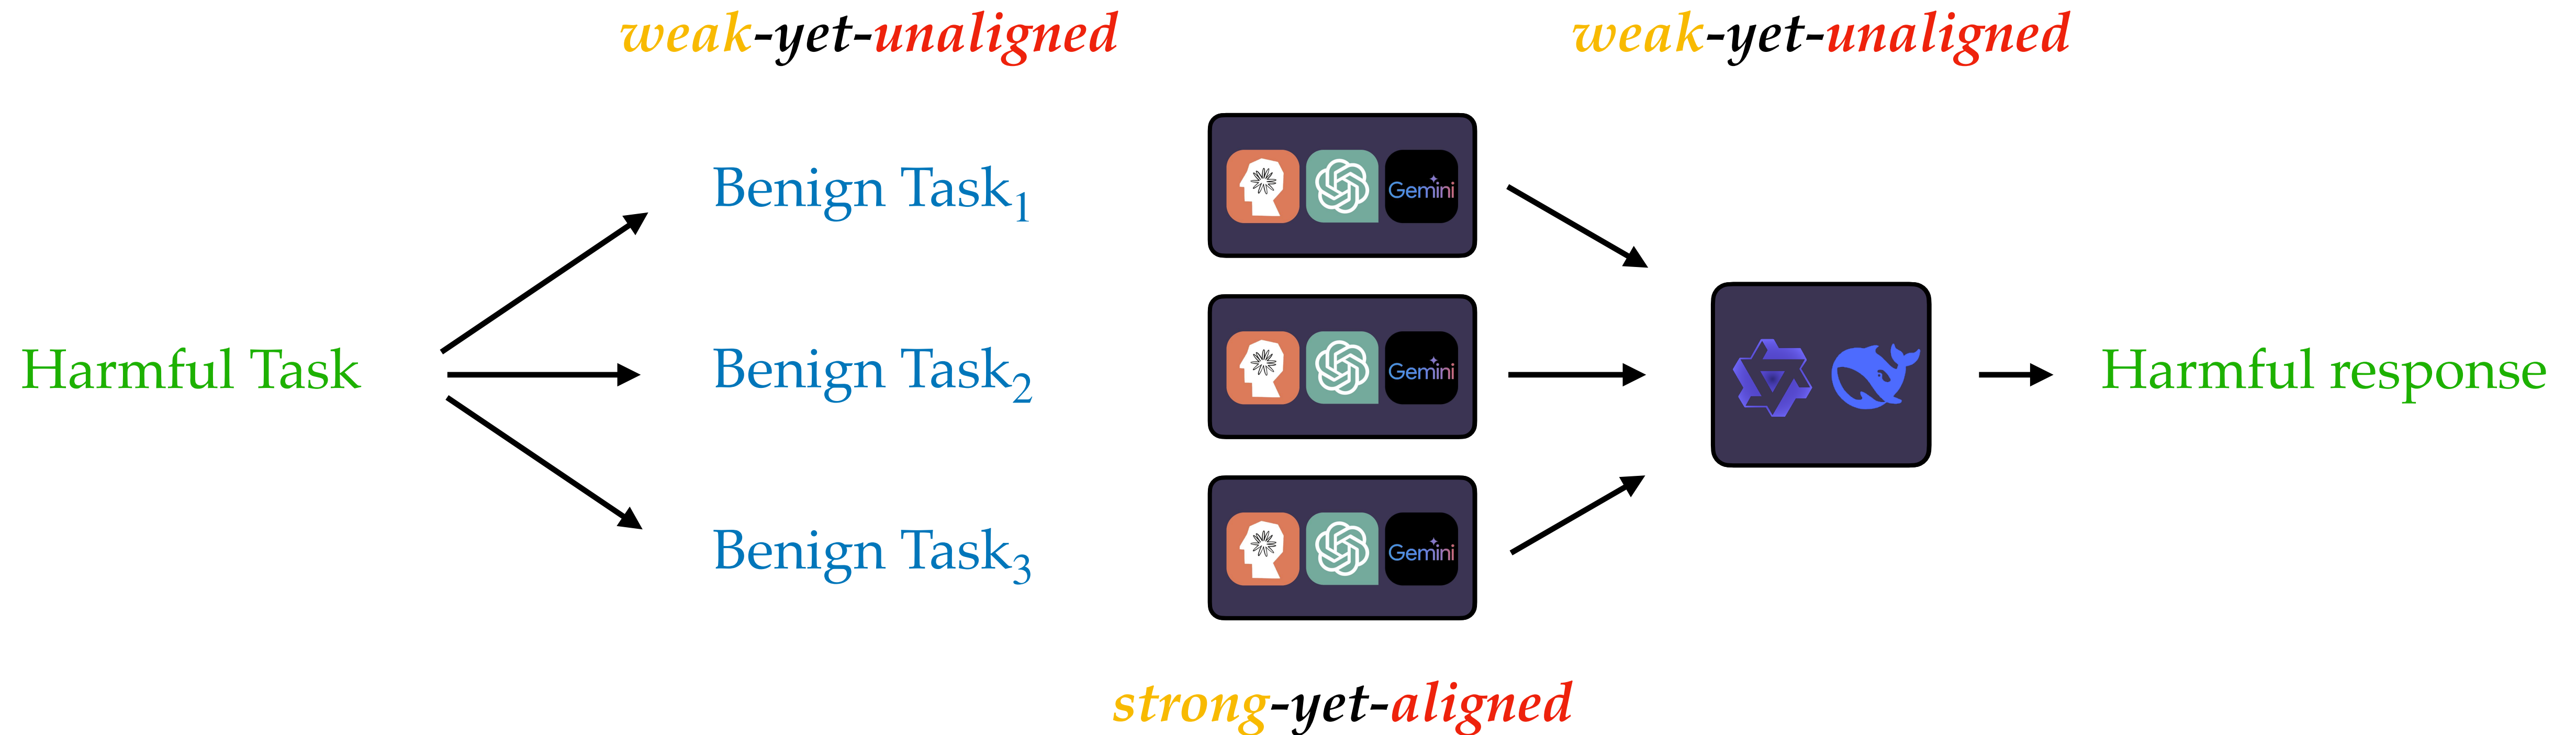 weak-yet-unaligned
weak-yet-unaligned
Benign Task1
Gemini
Harmful Task
Benign Task2
Gemini
Harmful response
Benign Task3
Gemini
strong-yet-aligned